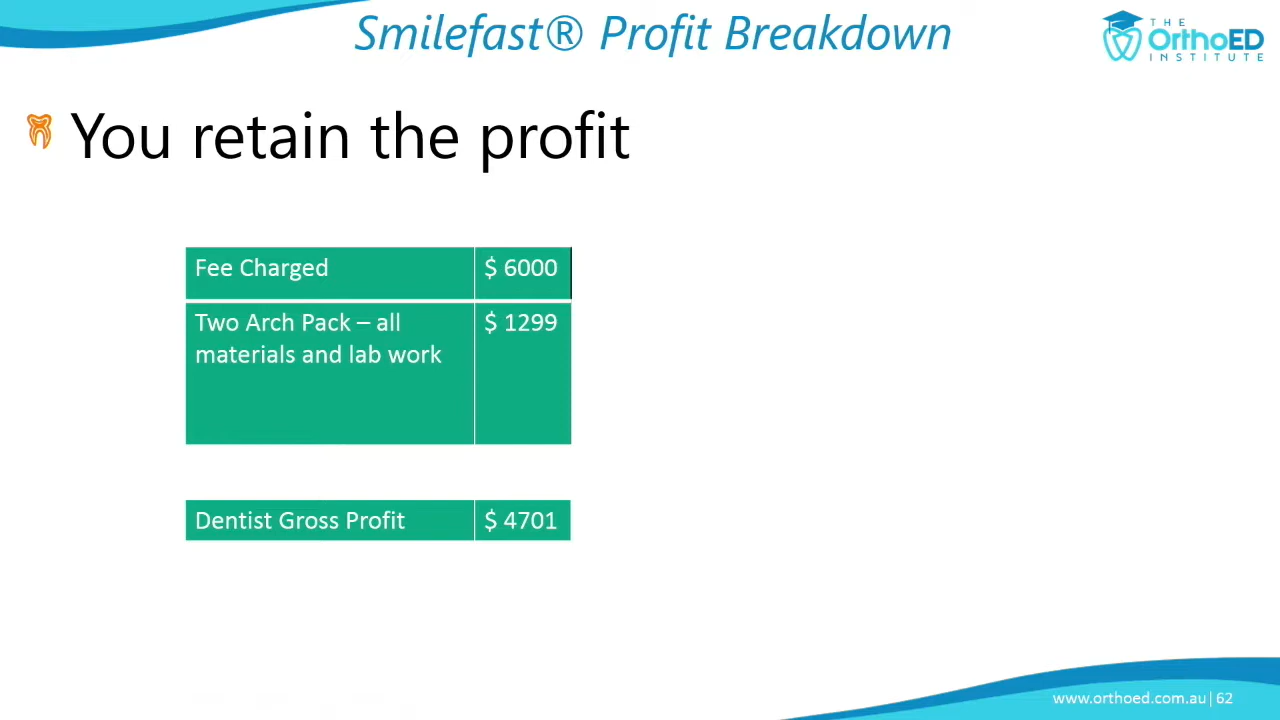 Smilefast® Profit Breakdown
THE
OrthoED
INSTITUTE
You retain the profit
Fee Charged $ 6000
Two Arch Pack – all $ 1299
materials and lab work
Dentist Gross Profit $ 4701
www.orthoed.com.au| 62